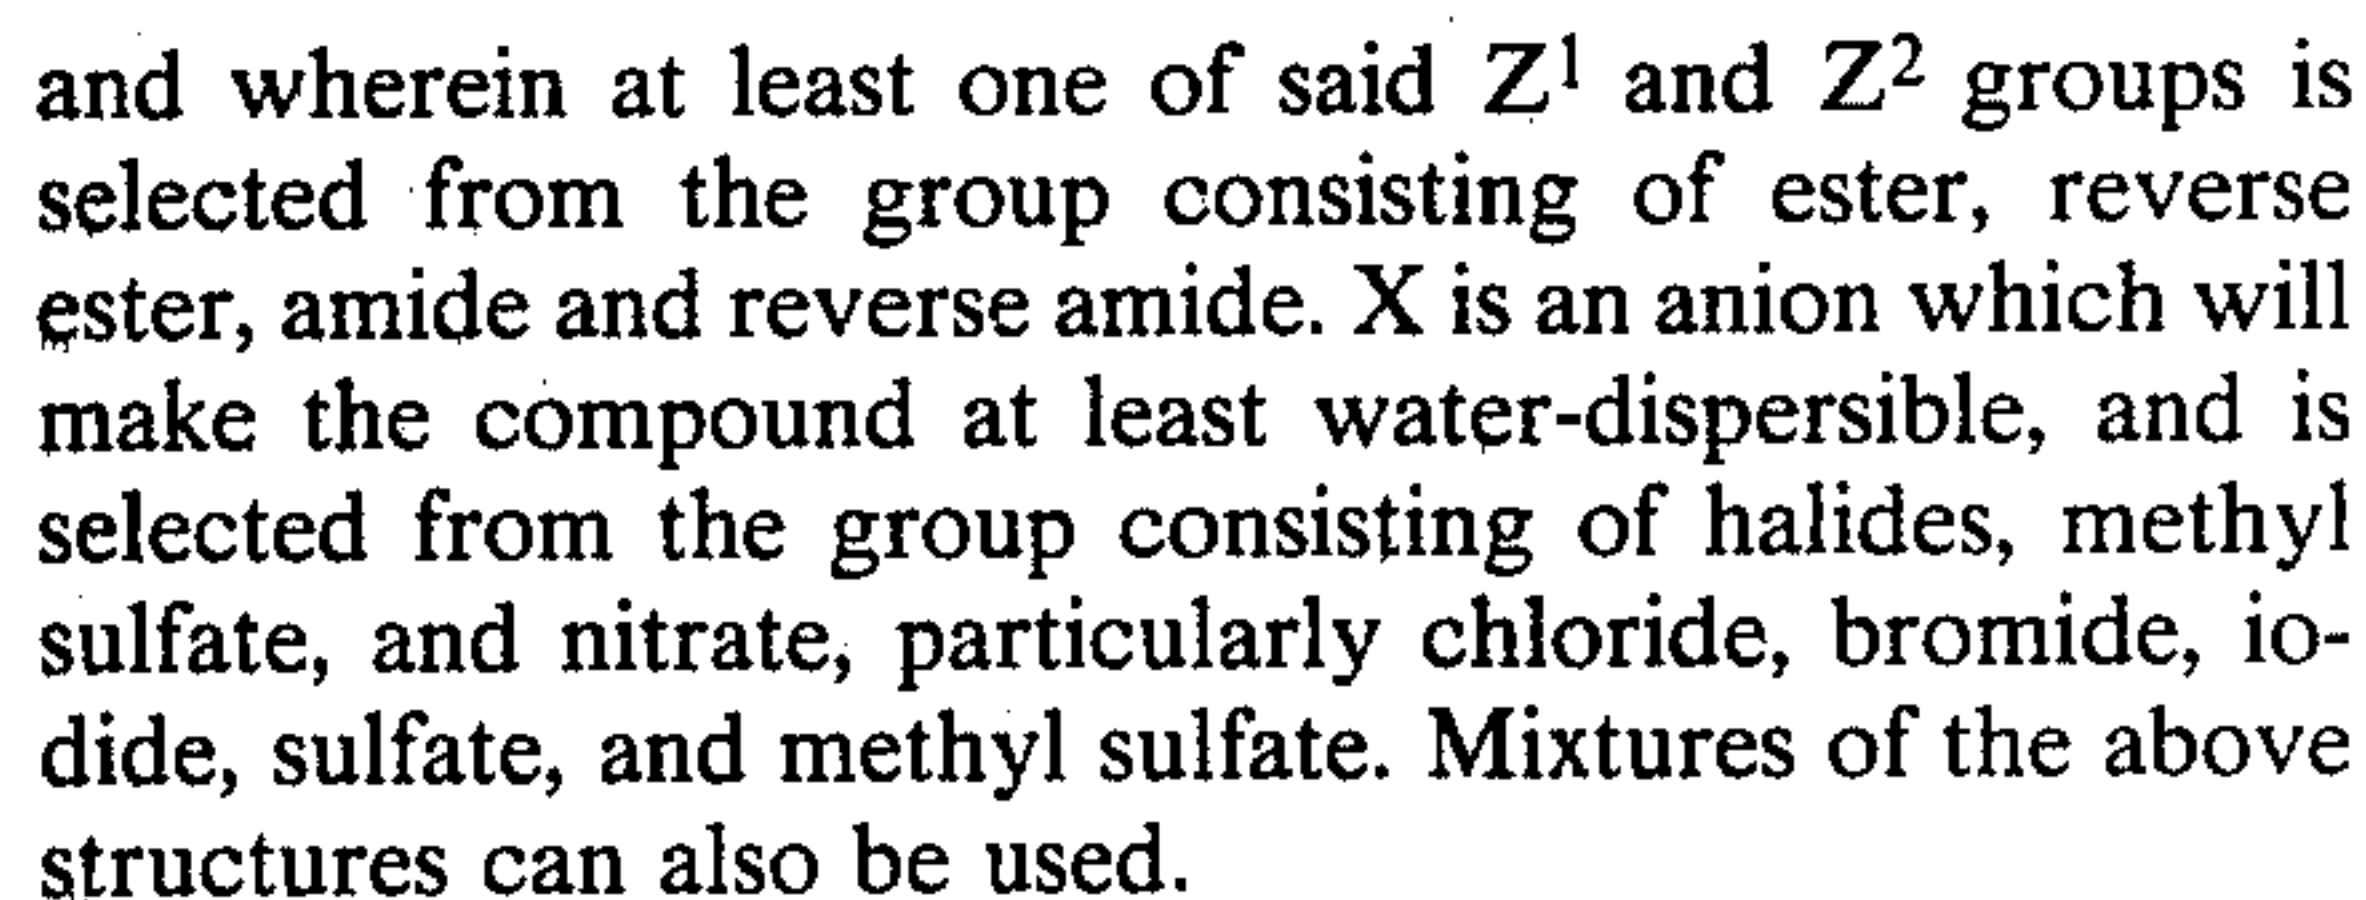 and wherein at least one of said Z¹ and Z² groups is
selected from the group consisting of ester, reverse
ester, amide and reverse amide. X is an anion which will
make the compound at least water-dispersible, and is
selected from the group consisting of halides, methyl
sulfate, and nitrate, particularly chloride, bromide, io-
dide, sulfate, and methyl sulfate. Mixtures of the above
structures can also be used.